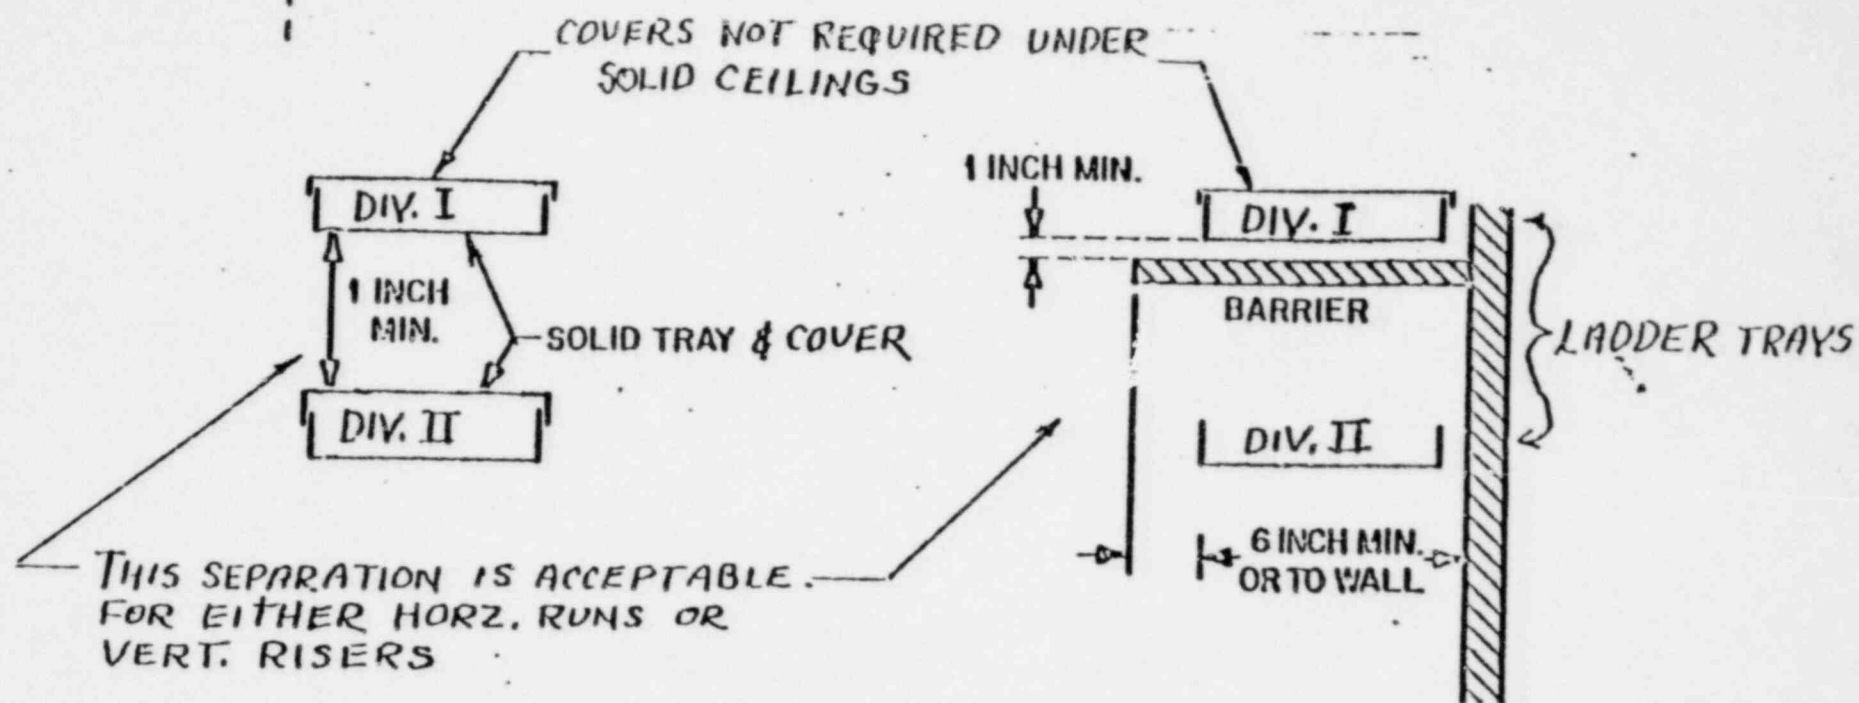 COVERS NOT REQUIRED UNDER
SOLID CEILINGS
DIV. I
1 INCH
MIN.
SOLID TRAY & COVER
DIV. II
1 INCH MIN.
DIV. I
BARRIER
LADDER TRAYS
DIV. II
6 INCH MIN.
OR TO WALL
THIS SEPARATION IS ACCEPTABLE.
FOR EITHER HORZ. RUNS OR
VERT. RISERS